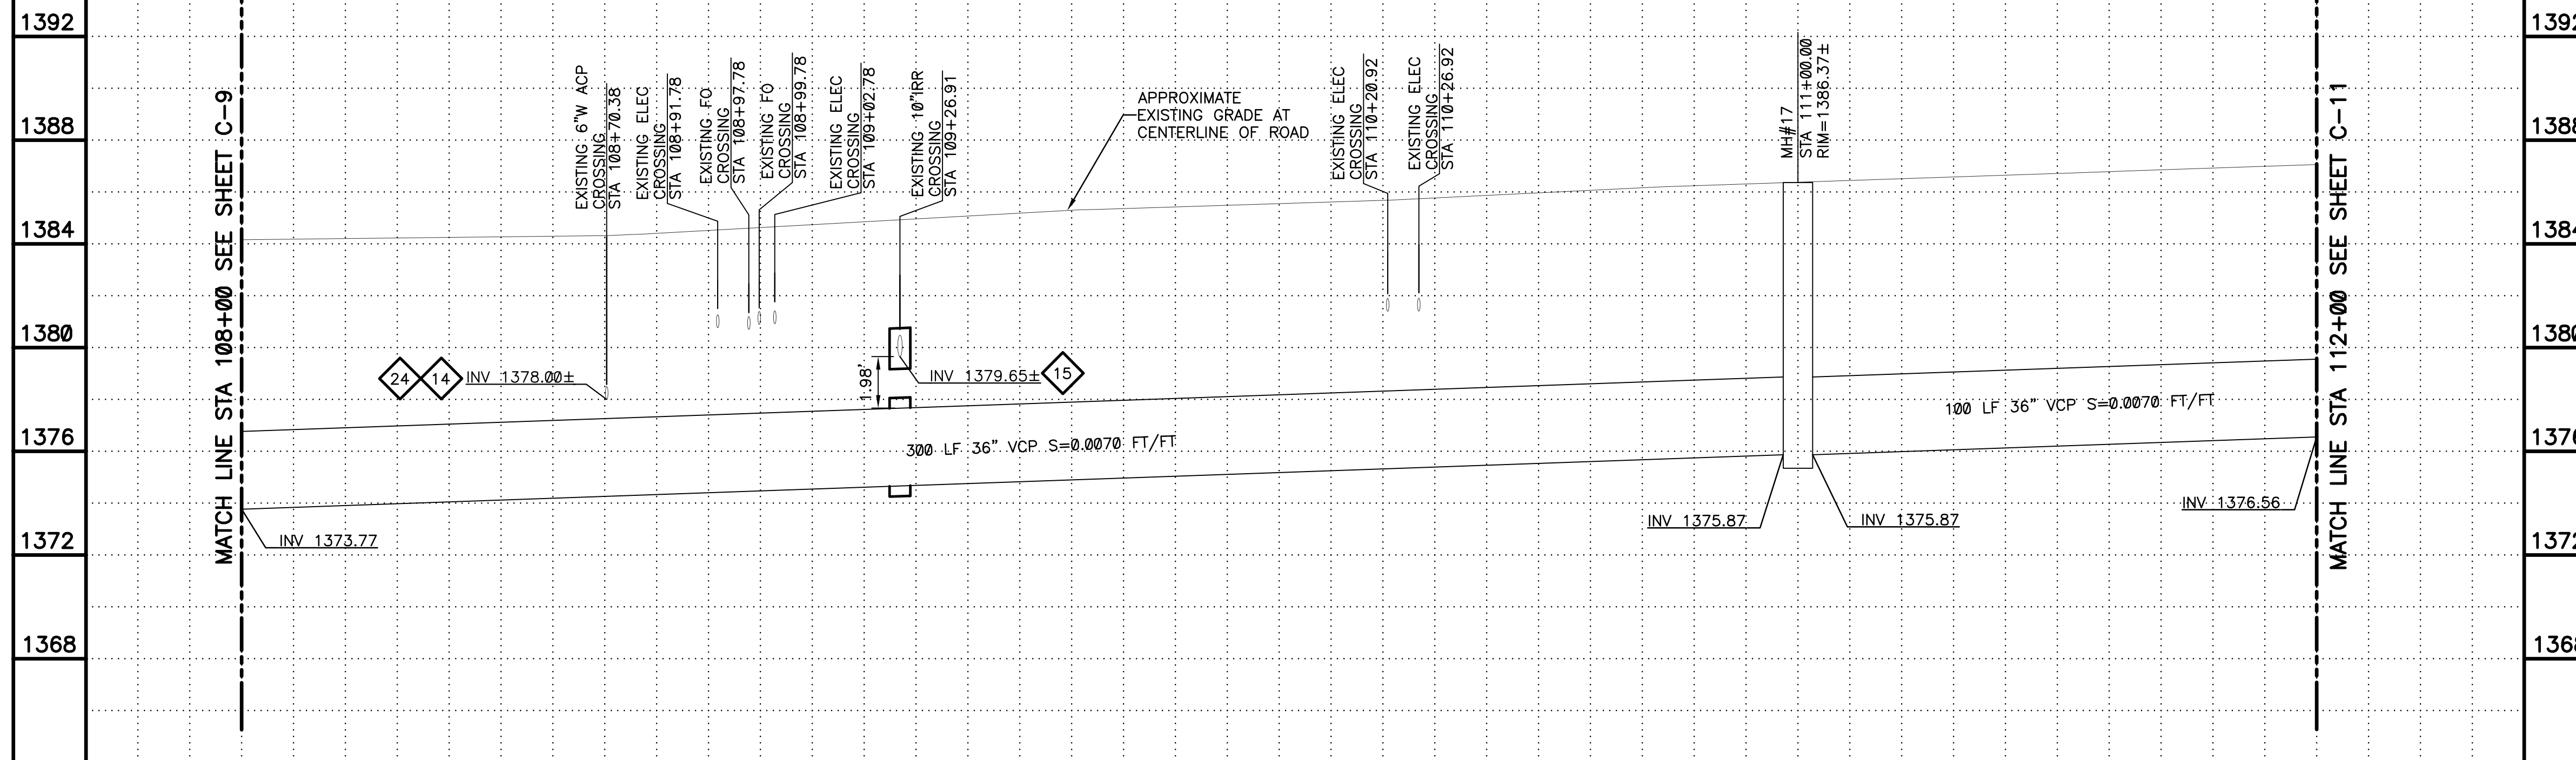 1392
1388
1384
1380
1376
1372
1368
MATCH LINE STA 108+00 SEE SHEET C-9
EXISTING 6"W ACP
CROSSING
STA 108+70.38
EXISTING ELEC
CROSSING
STA 108+91.78
EXISTING FO
CROSSING
STA 108+97.78
EXISTING FO
CROSSING
STA 108+99.78
EXISTING ELEC
CROSSING
STA 109+02.78
EXISTING 10"IRR
CROSSING
STA 109+26.91
APPROXIMATE
EXISTING GRADE AT
CENTERLINE OF ROAD
EXISTING ELEC
CROSSING
STA 110+20.92
EXISTING ELEC
CROSSING
STA 110+26.92
MH#17
STA 111+00.00
RIM=1386.37±
24
14
INV 1378.00±
1.98'
INV 1379.65±
15
300 LF 36" VCP S=0.0070 FT/FT
100 LF 36" VCP S=0.0070 FT/FT
INV 1373.77
INV 1375.87
INV 1375.87
INV 1376.56
MATCH LINE STA 112+00 SEE SHEET C-11
1392
1388
1384
1380
1376
1372
1368